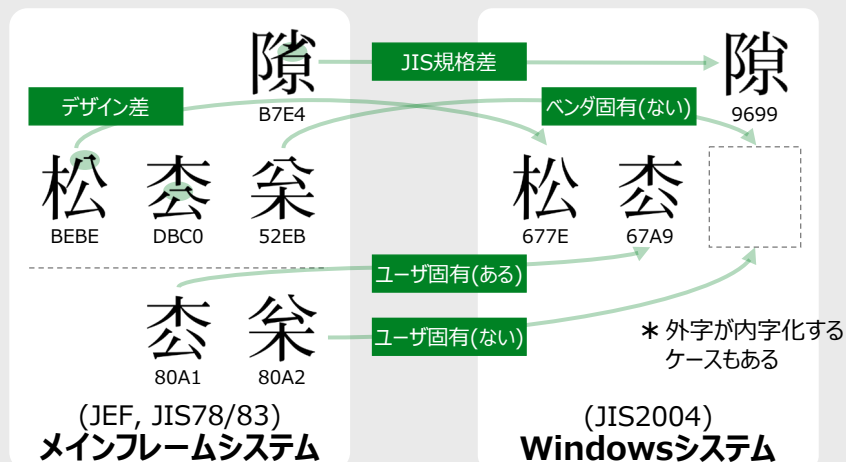 隙
JIS規格差
隙
B7E4
9699
デザイン差
ベンダ固有(ない)
松 枩 枀
松 枩
BEBE DBC0 52EB
677E 67A9
ユーザ固有(ある)
枩 枀
ユーザ固有(ない)
80A1 80A2
* 外字が内字化する
ケースもある
(JEF, JIS78/83)
メインフレームシステム
(JIS2004)
Windowsシステム